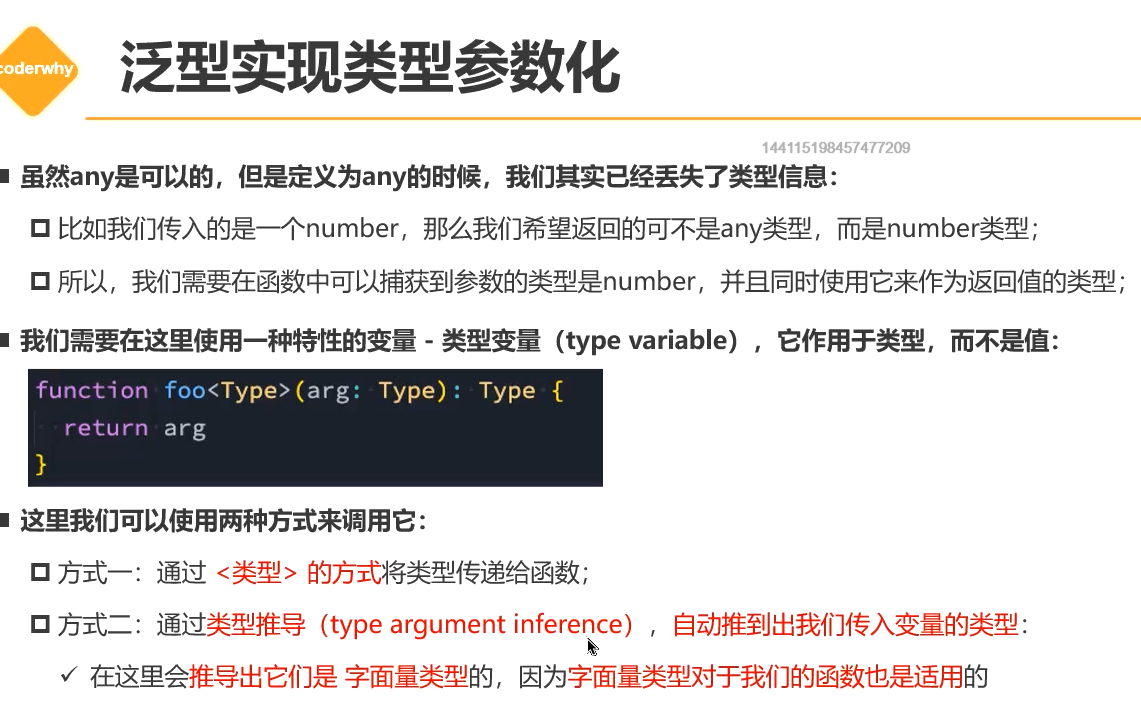 coderwhy
泛型实现类型参数化
144115198457477209
虽然any是可以的，但是定义为any的时候，我们其实已经丢失了类型信息：
比如我们传入的是一个number，那么我们希望返回的可不是any类型，而是number类型；
所以，我们需要在函数中可以捕获到参数的类型是number，并且同时使用它来作为返回值的类型；
我们需要在这里使用一种特性的变量 - 类型变量（type variable），它作用于类型，而不是值：
function foo<Type>(arg: Type): Type {
  return arg
}
这里我们可以使用两种方式来调用它：
方式一：通过 <类型> 的方式将类型传递给函数；
方式二：通过类型推导（type argument inference），自动推到出我们传入变量的类型：
✓ 在这里会推导出它们是 字面量类型的，因为字面量类型对于我们的函数也是适用的